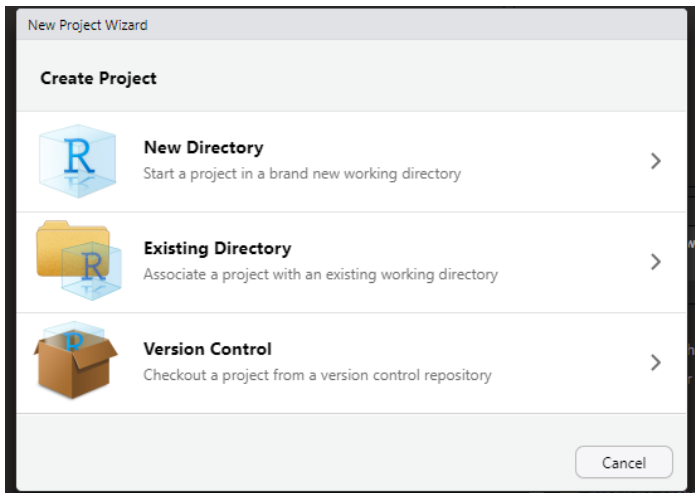 New Project Wizard
Create Project
New Directory
Start a project in a brand new working directory
Existing Directory
Associate a project with an existing working directory
Version Control
Checkout a project from a version control repository
Cancel